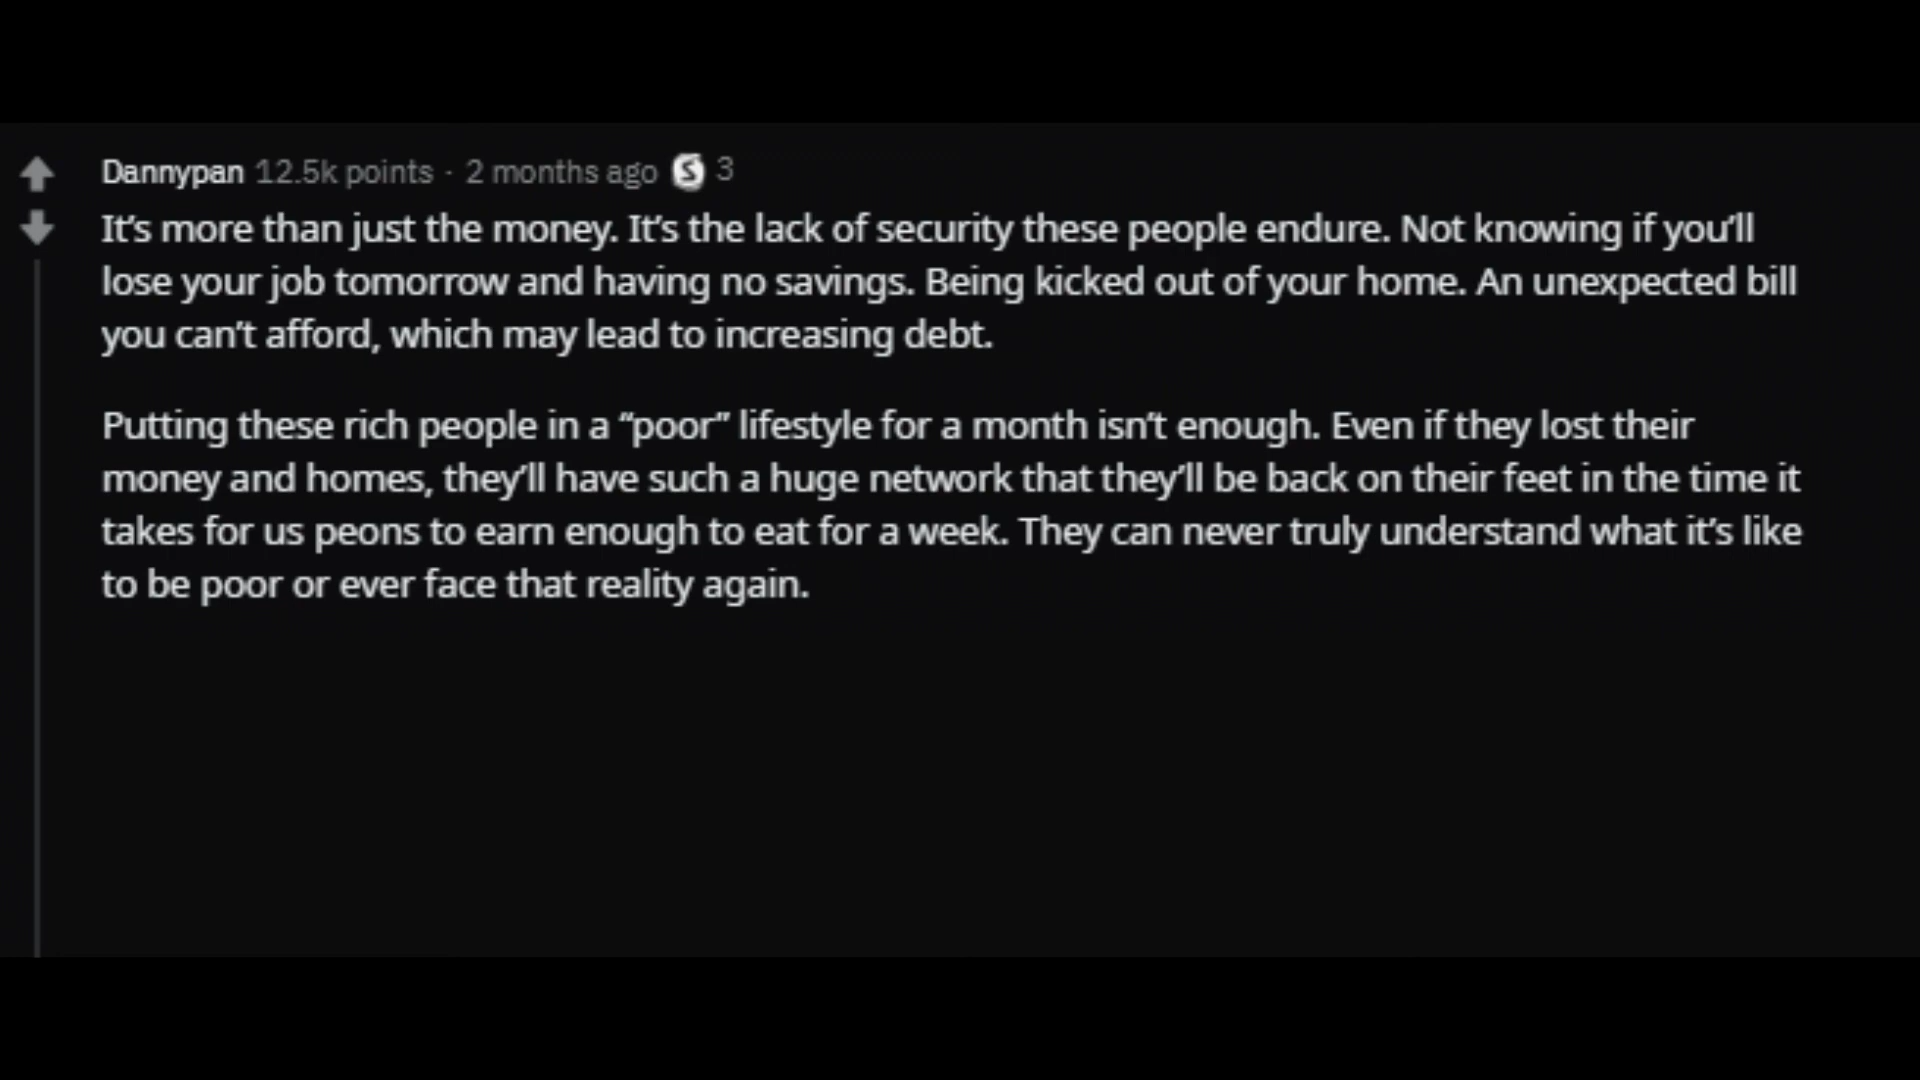 Dannypan 12.5k points · 2 months ago S 3
It’s more than just the money. It’s the lack of security these people endure. Not knowing if you’ll
lose your job tomorrow and having no savings. Being kicked out of your home. An unexpected bill
you can’t afford, which may lead to increasing debt.
Putting these rich people in a “poor” lifestyle for a month isn’t enough. Even if they lost their
money and homes, they’ll have such a huge network that they’ll be back on their feet in the time it
takes for us peons to earn enough to eat for a week. They can never truly understand what it’s like
to be poor or ever face that reality again.